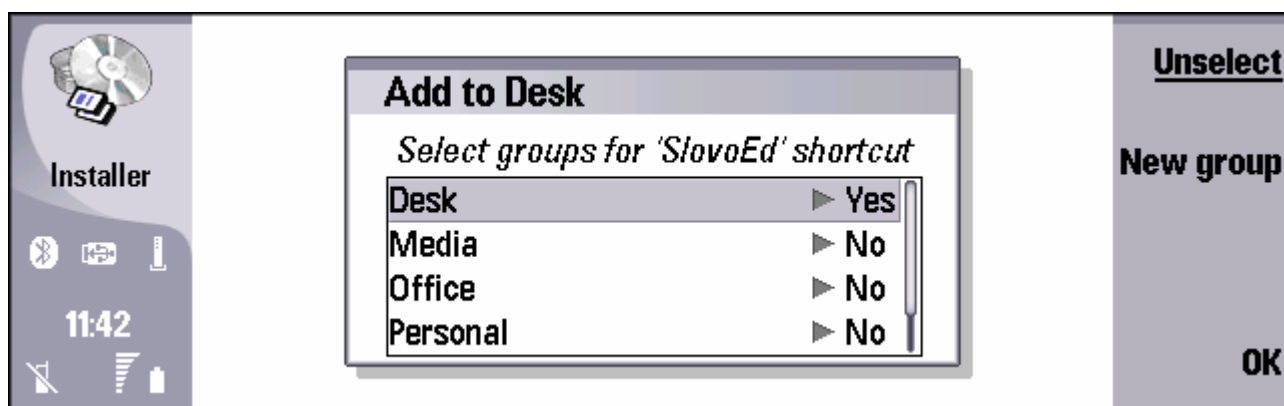 Installer
11:42
Add to Desk
Select groups for 'SlovoEd' shortcut
Desk Yes
Media No
Office No
Personal No
Unselect
New group
OK